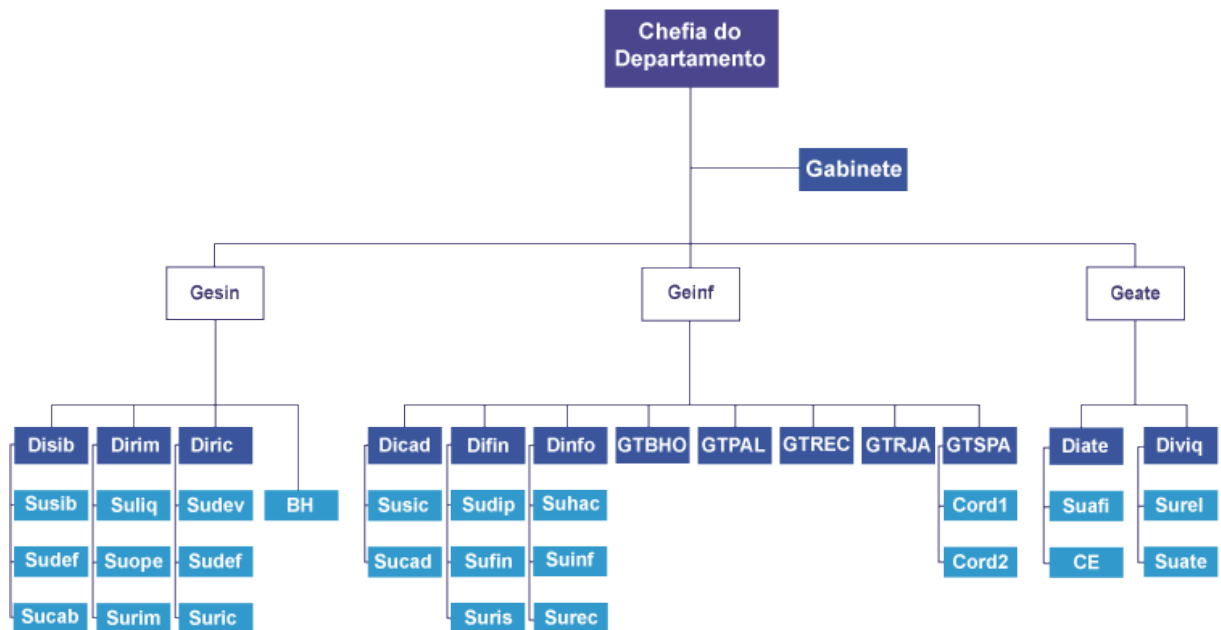 Chefia do
Departamento
Gabinete
Gesin
Geinf
Geate
Disib
Dirim
Diric
Dicad
Difin
Dinfo
GTBHO
GTPAL
GTREC
GTRJA
GTSPA
Diate
Diviq
Susib
Suliq
Sudev
BH
Susic
Sudip
Suhac
Cord1
Suafi
Surel
Sudef
Suope
Sudef
Sucad
Sufin
Suinf
Cord2
CE
Suate
Sucab
Surim
Suric
Suris
Surec